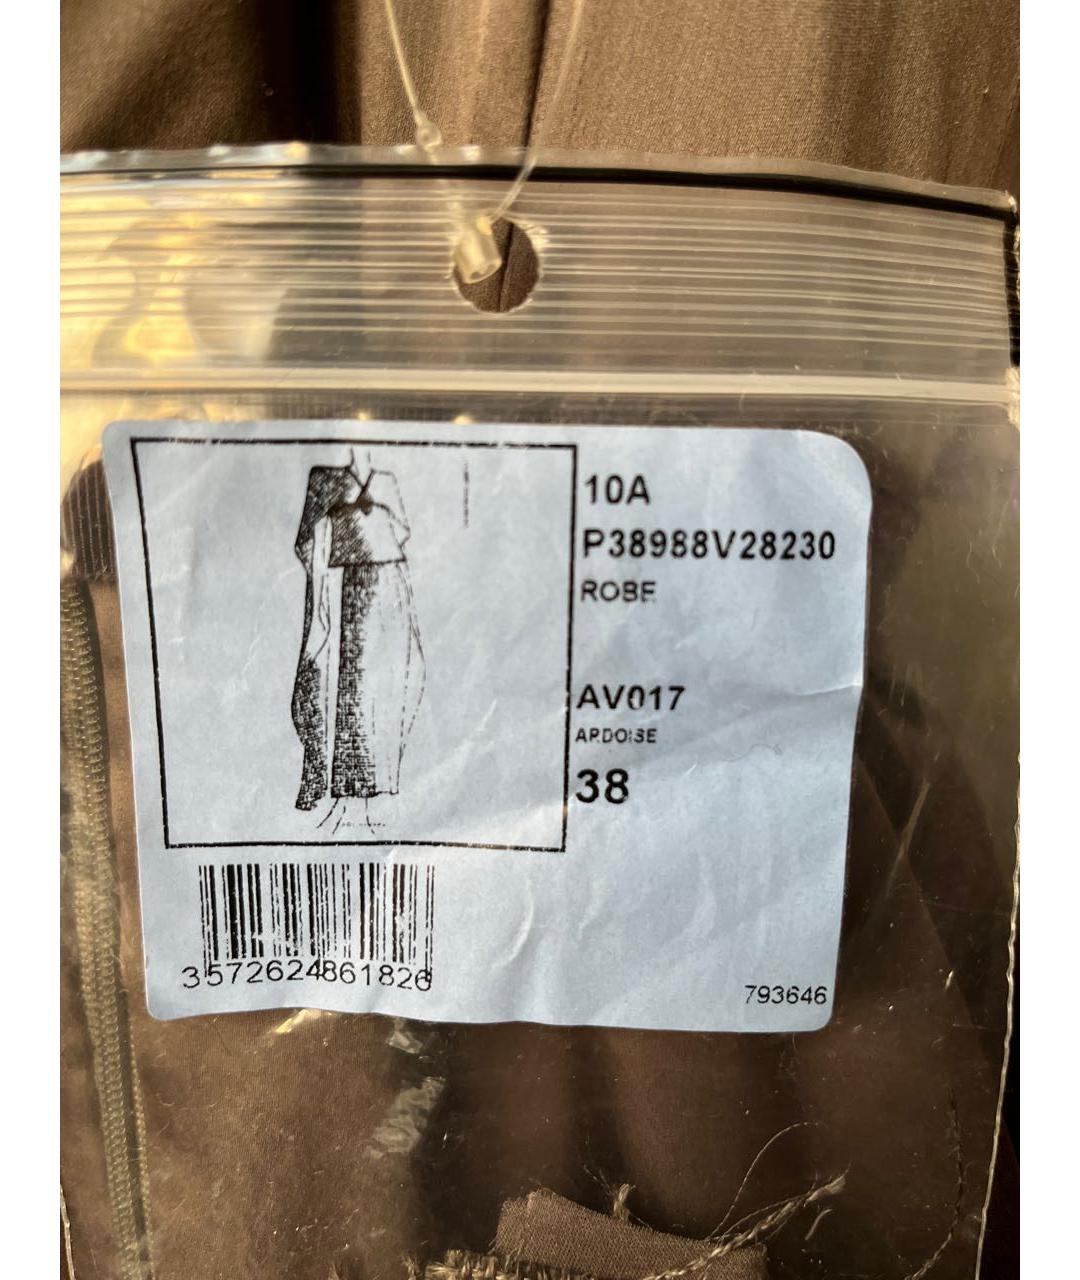 10A
P38988V28230
ROBE
AV017
ARDOISE
38
3572624861826
793646